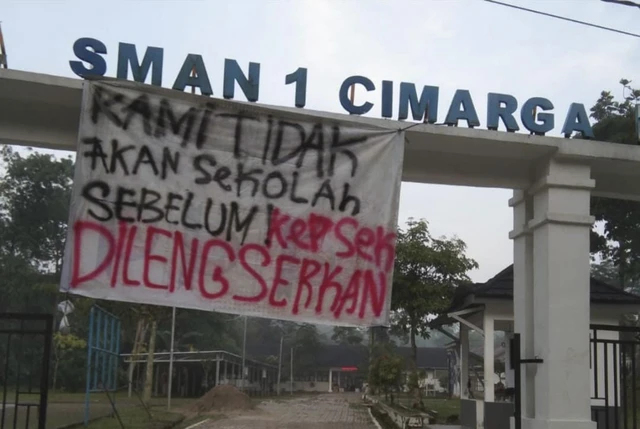 SMAN 1 CIMARGA
KAMI TIDAK
AKAN SeKOLAh
SEBELUM KepSek
DILENGSERKAN